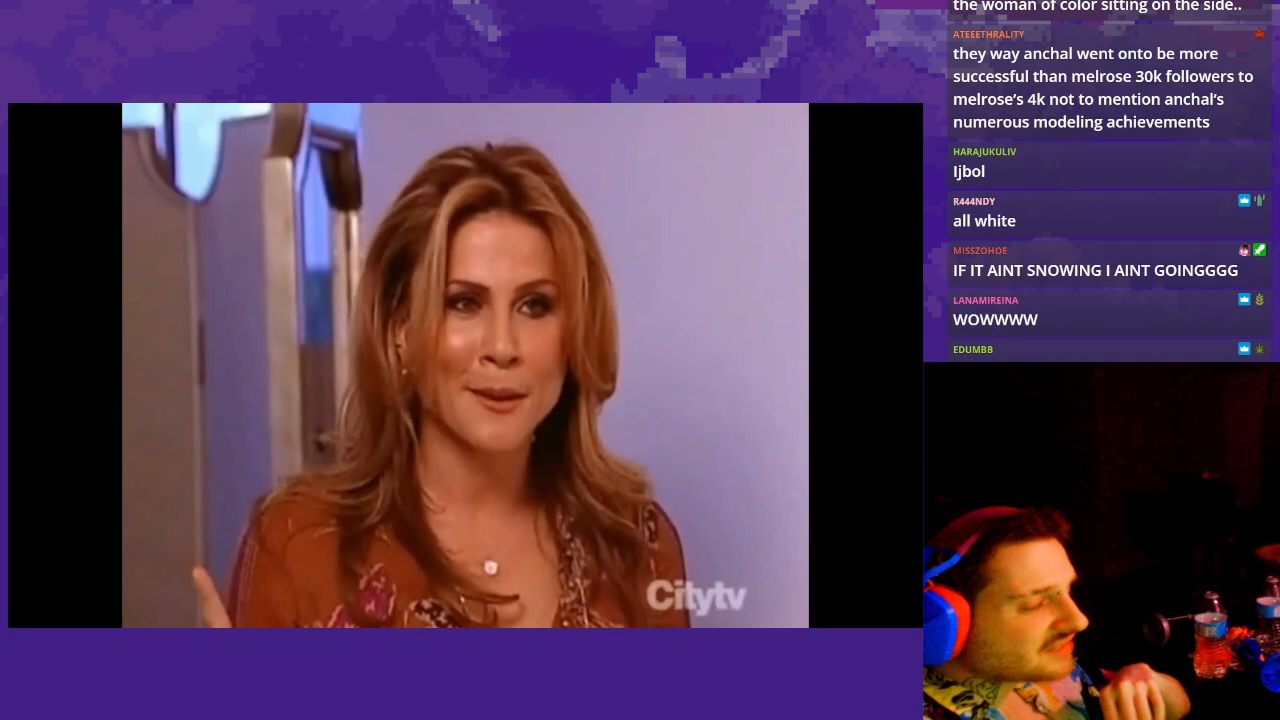 the woman of color sitting on the side..
ATEEETHRALITY
they way anchal went onto be more
successful than melrose 30k followers to
melrose's 4k not to mention anchal's
numerous modeling achievements
HARAJUKULIV
Ijbol
R444NDY
all white
MISSZOHOE
IF IT AINT SNOWING I AINT GOINGGGG
LANAMIREINA
WOWWWW
EDUMBB
Citytv